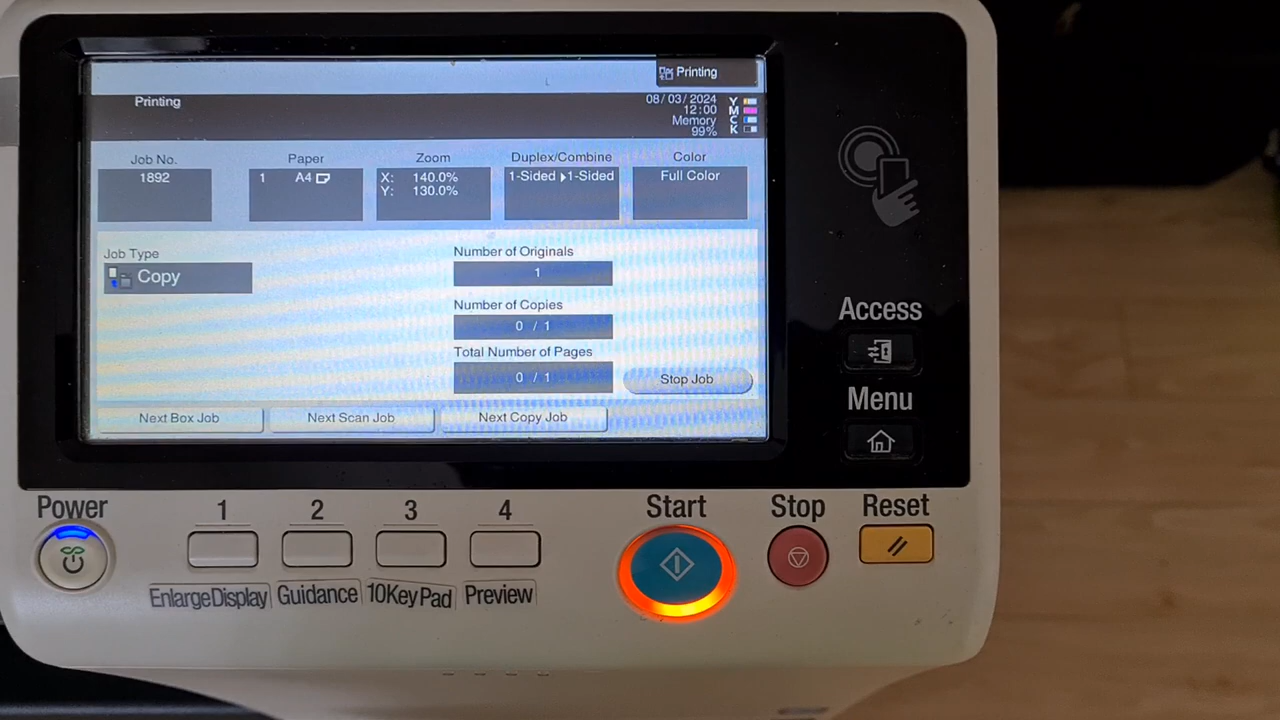 Printing
Printing
08/03/2024
12:00
Memory
99%
Y
M
C
K
Job No.
1892
Paper
1 A4
Zoom
X: 140.0%
Y: 130.0%
Duplex/Combine
1-Sided ▶1-Sided
Color
Full Color
Job Type
Copy
Number of Originals
1
Number of Copies
0 / 1
Total Number of Pages
0 / 1
Stop Job
Next Box Job
Next Scan Job
Next Copy Job
Access
Menu
Power
1
2
3
4
Start
Stop
Reset
EnlargeDisplay
Guidance
10KeyPad
Preview